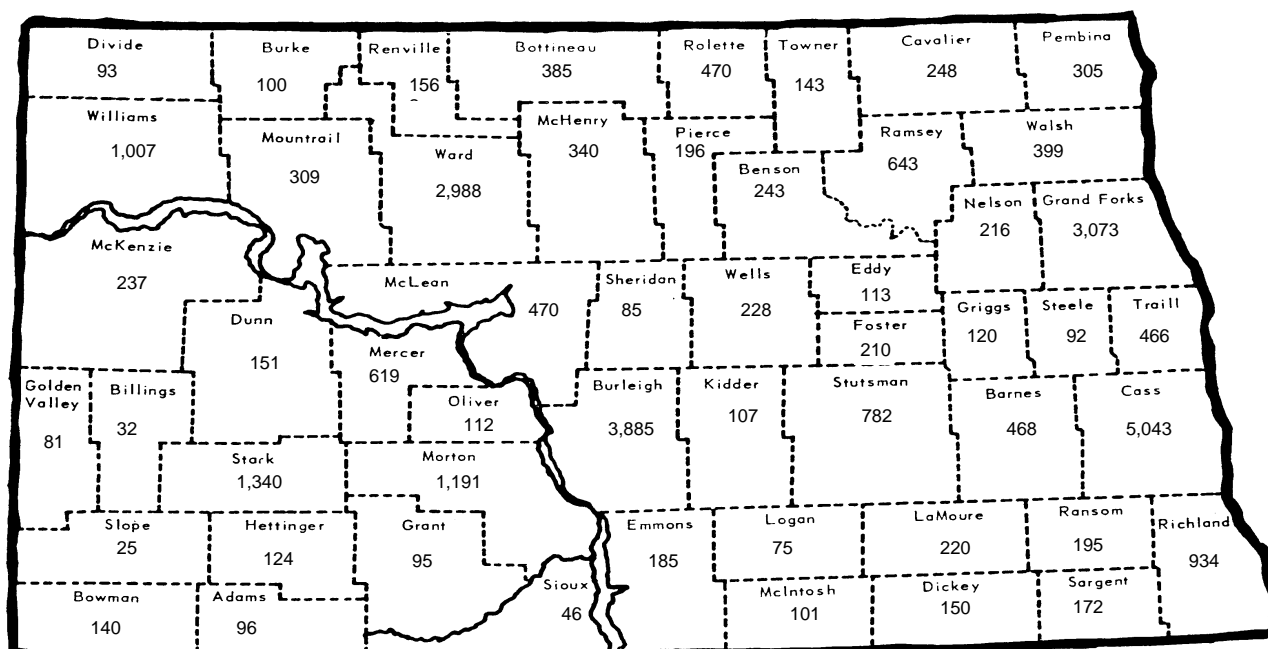 Divide
93
Burke
100
Renville
156
Bottineau
385
Rolette
470
Towner
143
Cavalier
248
Pembina
305
Williams
1,007
Mountrail
309
Ward
2,988
McHenry
340
Pierce
196
Benson
243
Ramsey
643
Walsh
399
Nelson
216
Grand Forks
3,073
McKenzie
237
Dunn
151
McLean
470
Sheridan
85
Wells
228
Eddy
113
Foster
210
Griggs
120
Steele
92
Traill
466
Mercer
619
Oliver
112
Golden
Valley
81
Billings
32
Burleigh
3,885
Kidder
107
Stutsman
782
Barnes
468
Cass
5,043
Stark
1,340
Morton
1,191
Slope
25
Hettinger
124
Grant
95
Emmons
185
Logan
75
LaMoure
220
Ransom
195
Richland
934
Bowman
140
Adams
96
Sioux
46
McIntosh
101
Dickey
150
Sargent
172